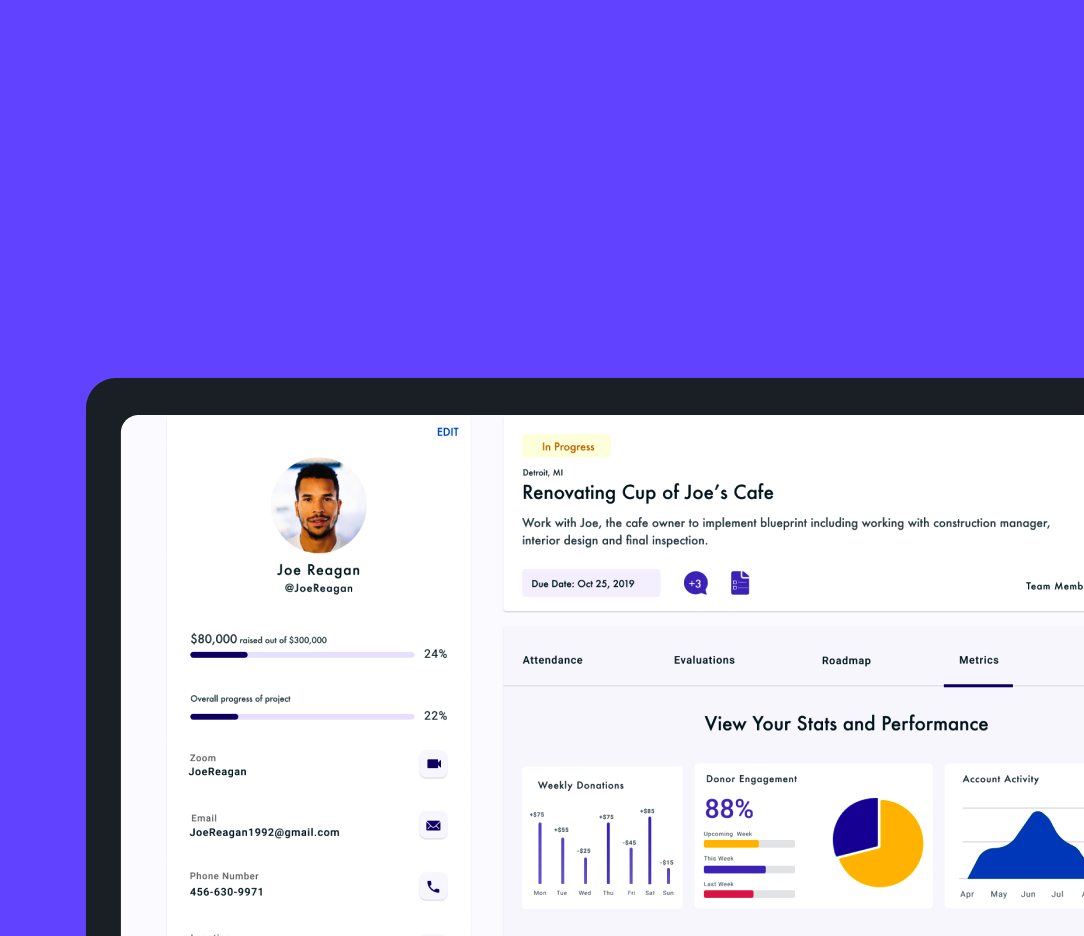 EDIT
Joe Reagan
@JoeReagan
$80,000 raised out of $300,000
24%
Overall progress of project
22%
Zoom
JoeReagan
Email
JoeReagan1992@gmail.com
Phone Number
456-630-9971
In Progress
Detroit, MI
Renovating Cup of Joe’s Cafe
Work with Joe, the cafe owner to implement blueprint including working with construction manager,
interior design and final inspection.
Due Date: Oct 25, 2019
+3
Team Memb
Attendance Evaluations Roadmap Metrics
View Your Stats and Performance
Weekly Donations
+$75 +$55 -$25 +$75 -$45 +$85 -$15
Mon Tue Wed Thu Fri Sat Sun
Donor Engagement
88%
Upcoming Week
This Week
Last Week
Account Activity
Apr May Jun Jul